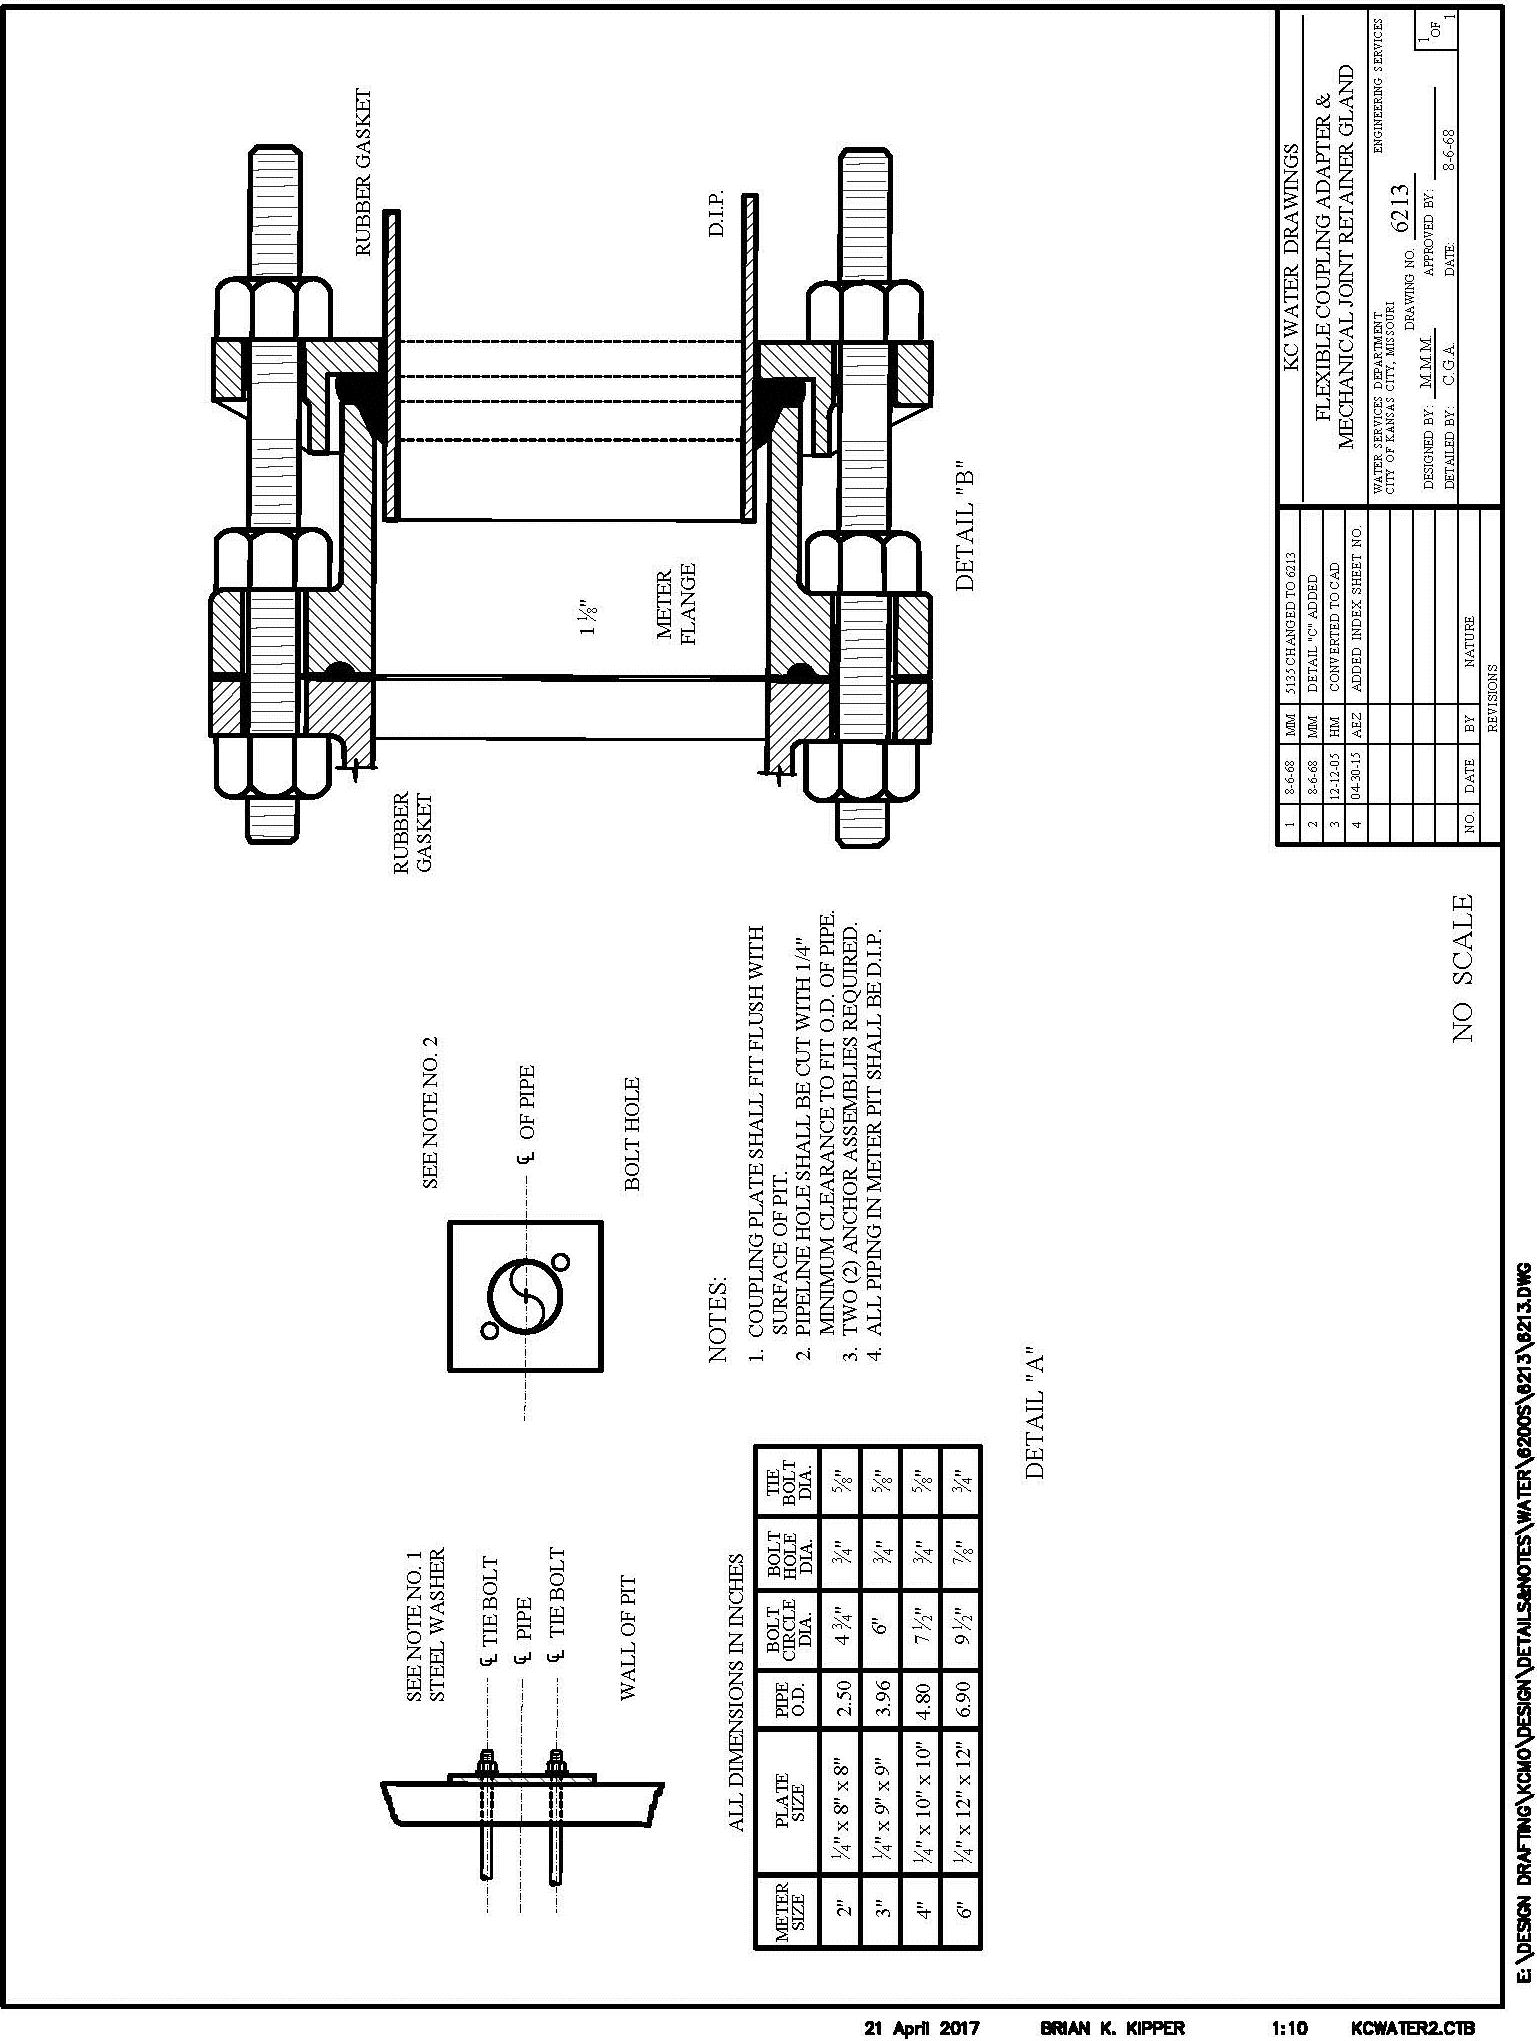 SEE NOTE NO. 1
STEEL WASHER
℄ TIE BOLT
℄ PIPE
℄ TIE BOLT
WALL OF PIT
SEE NOTE NO. 2
℄ OF PIPE
BOLT HOLE
ALL DIMENSIONS IN INCHES
METER SIZE PLATE SIZE PIPE O.D. BOLT CIRCLE DIA. BOLT HOLE DIA. TIE BOLT DIA.
2" ¼" x 8" x 8" 2.50 4 ¾" ¾" ⅝"
3" ¼" x 9" x 9" 3.96 6" ¾" ⅝"
4" ¼" x 10" x 10" 4.80 7 ½" ¾" ⅝"
6" ¼" x 12" x 12" 6.90 9 ½" ⅞" ¾"
DETAIL "A"
NOTES:
1. COUPLING PLATE SHALL FIT FLUSH WITH
SURFACE OF PIT.
2. PIPELINE HOLE SHALL BE CUT WITH 1/4"
MINIMUM CLEARANCE TO FIT O.D. OF PIPE.
3. TWO (2) ANCHOR ASSEMBLIES REQUIRED.
4. ALL PIPING IN METER PIT SHALL BE D.I.P.
RUBBER GASKET
RUBBER
GASKET
1 ⅛"
METER
FLANGE
D.I.P.
DETAIL "B"
NO SCALE
1 8-6-68 MM 5135 CHANGED TO 6213
2 8-6-68 MM DETAIL "C" ADDED
3 12-12-05 HM CONVERTED TO CAD
4 04-30-15 AEZ ADDED INDEX SHEET NO.
NO. DATE BY NATURE
REVISIONS
KC WATER DRAWINGS
FLEXIBLE COUPLING ADAPTER &
MECHANICAL JOINT RETAINER GLAND
WATER SERVICES DEPARTMENT ENGINEERING SERVICES
CITY OF KANSAS CITY, MISSOURI
DRAWING NO. 6213
1 OF 1
DESIGNED BY: M.M.M. APPROVED BY:
DETAILED BY: C.G.A. DATE: 8-6-68
E:\DESIGN DRAFTING\KCMO\DESIGN\DETAILS&NOTES\WATER\6200S\6213\6213.DWG
21 April 2017 BRIAN K. KIPPER 1:10 KCWATER2.CTB